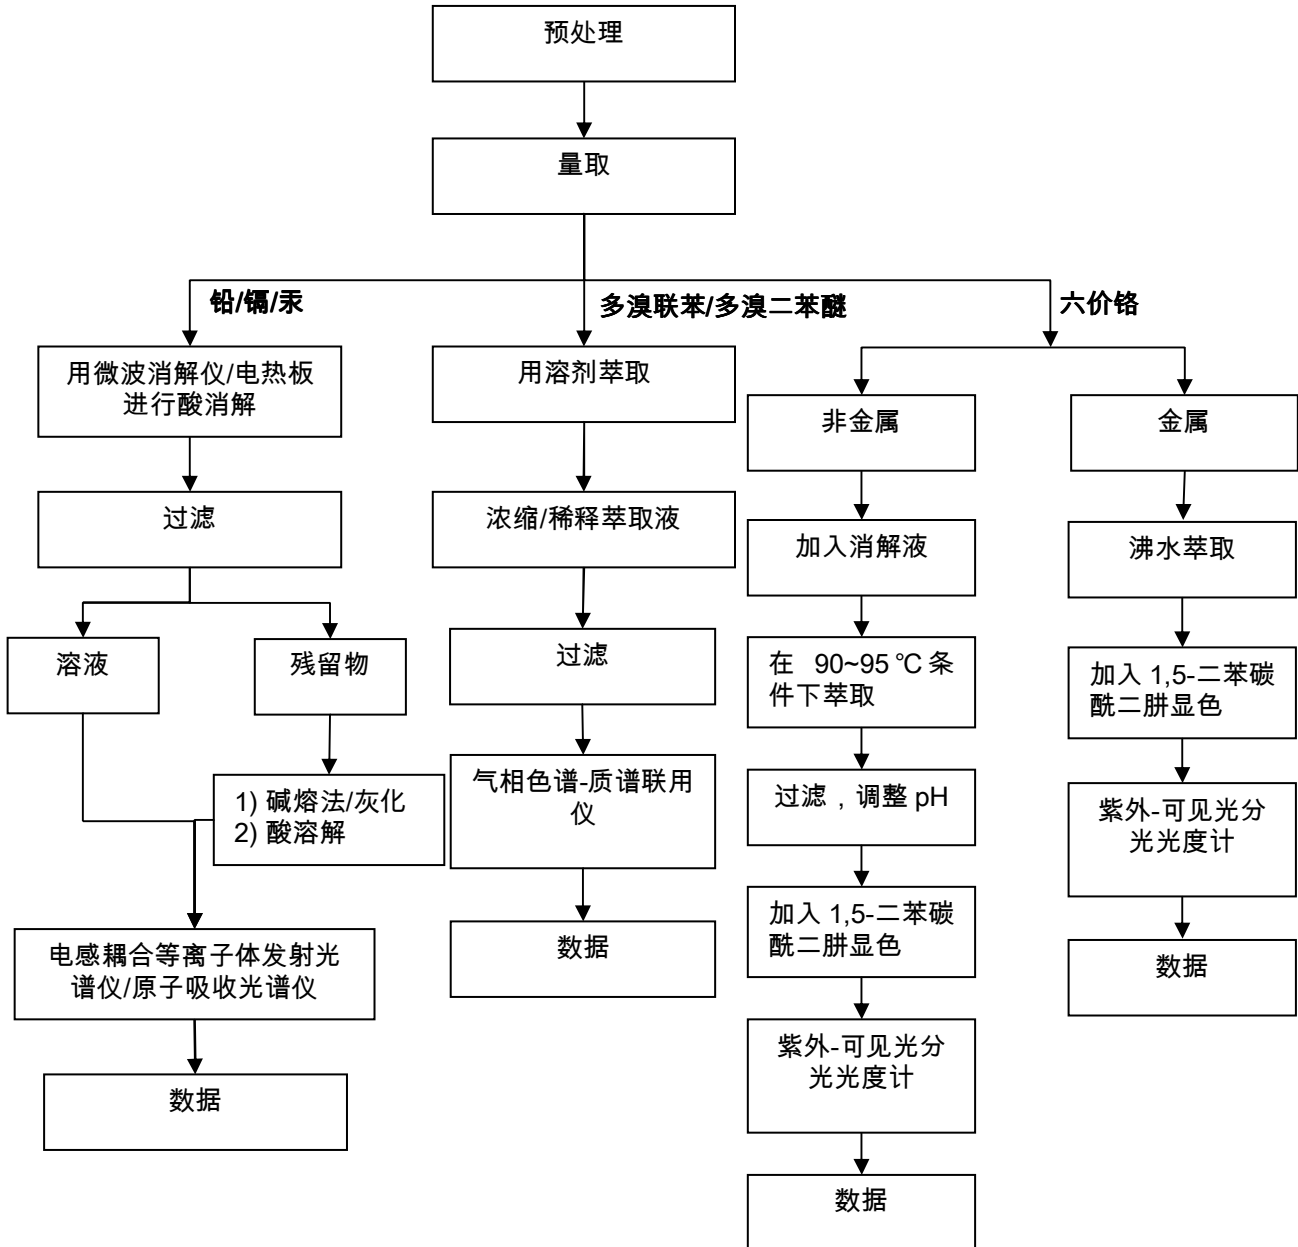 预处理
量取
铅/镉/汞
多溴联苯/多溴二苯醚
六价铬
用微波消解仪/电热板
进行酸消解
过滤
溶液
残留物
1) 碱熔法/灰化
2) 酸溶解
电感耦合等离子体发射光
谱仪/原子吸收光谱仪
数据
用溶剂萃取
浓缩/稀释萃取液
过滤
气相色谱-质谱联用
仪
数据
非金属
加入消解液
在 90~95 ℃ 条
件下萃取
过滤，调整 pH
加入 1,5-二苯碳
酰二肼显色
紫外-可见光分
光光度计
数据
金属
沸水萃取
加入 1,5-二苯碳
酰二肼显色
紫外-可见光分
光光度计
数据